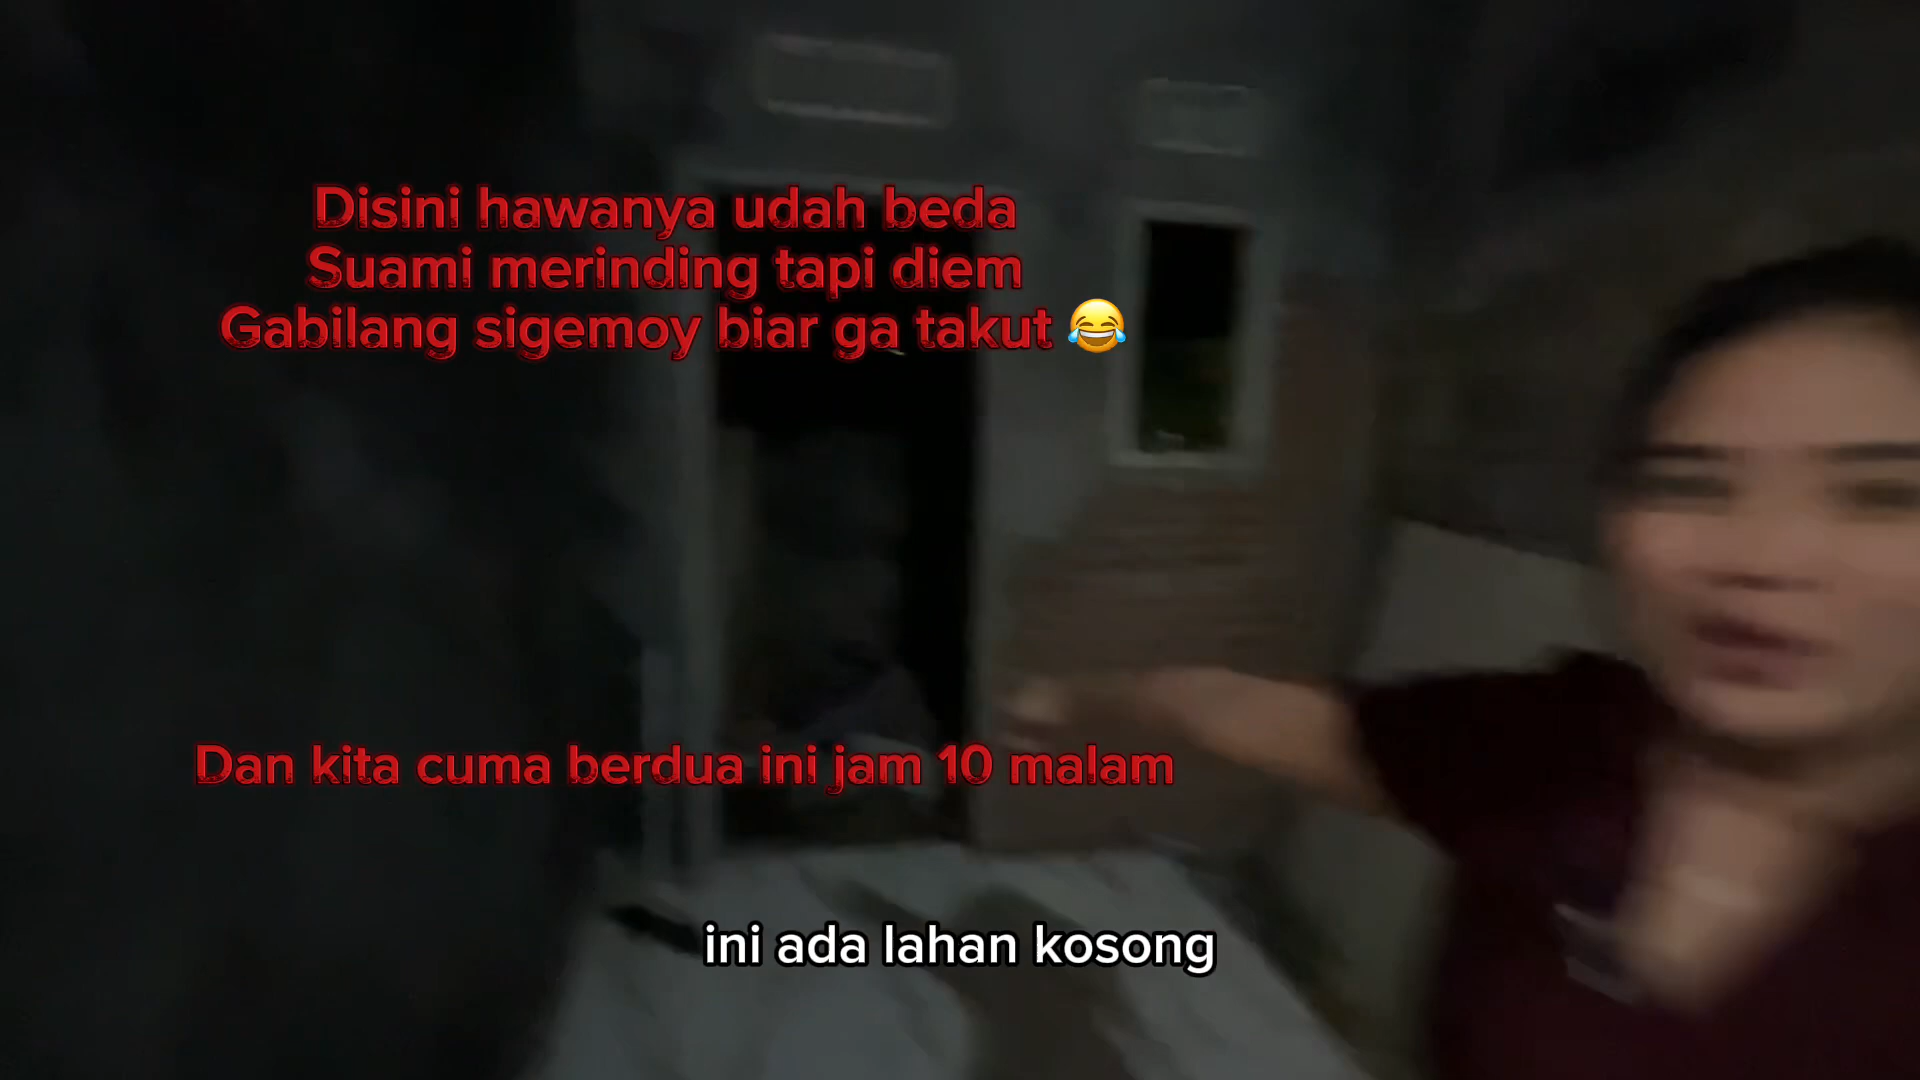 Disini hawanya udah beda
Suami merinding tapi diem
Gabilang sigemoy biar ga takut 😂
Dan kita cuma berdua ini jam 10 malam
ini ada lahan kosong